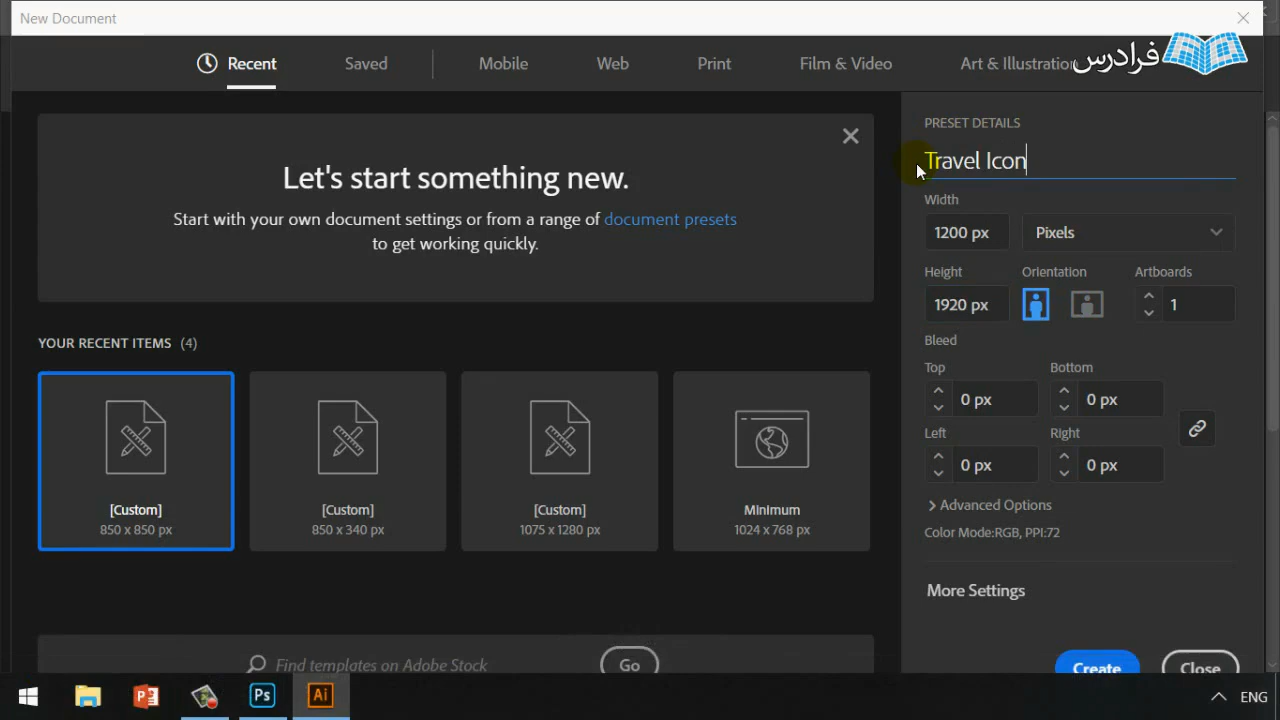 New Document
Recent
Saved
Mobile
Web
Print
Film & Video
Art & Illustration
فرادرس
Let's start something new.
Start with your own document settings or from a range of document presets
to get working quickly.
YOUR RECENT ITEMS (4)
[Custom]
850 x 850 px
[Custom]
850 x 340 px
[Custom]
1075 x 1280 px
Minimum
1024 x 768 px
Find templates on Adobe Stock
Go
PRESET DETAILS
Travel Icon
Width
1200 px
Pixels
Height
Orientation
Artboards
1920 px
1
Bleed
Top
Bottom
0 px
0 px
Left
Right
0 px
0 px
Advanced Options
Color Mode:RGB, PPI:72
More Settings
Create
Close
Ps
Ai
ENG